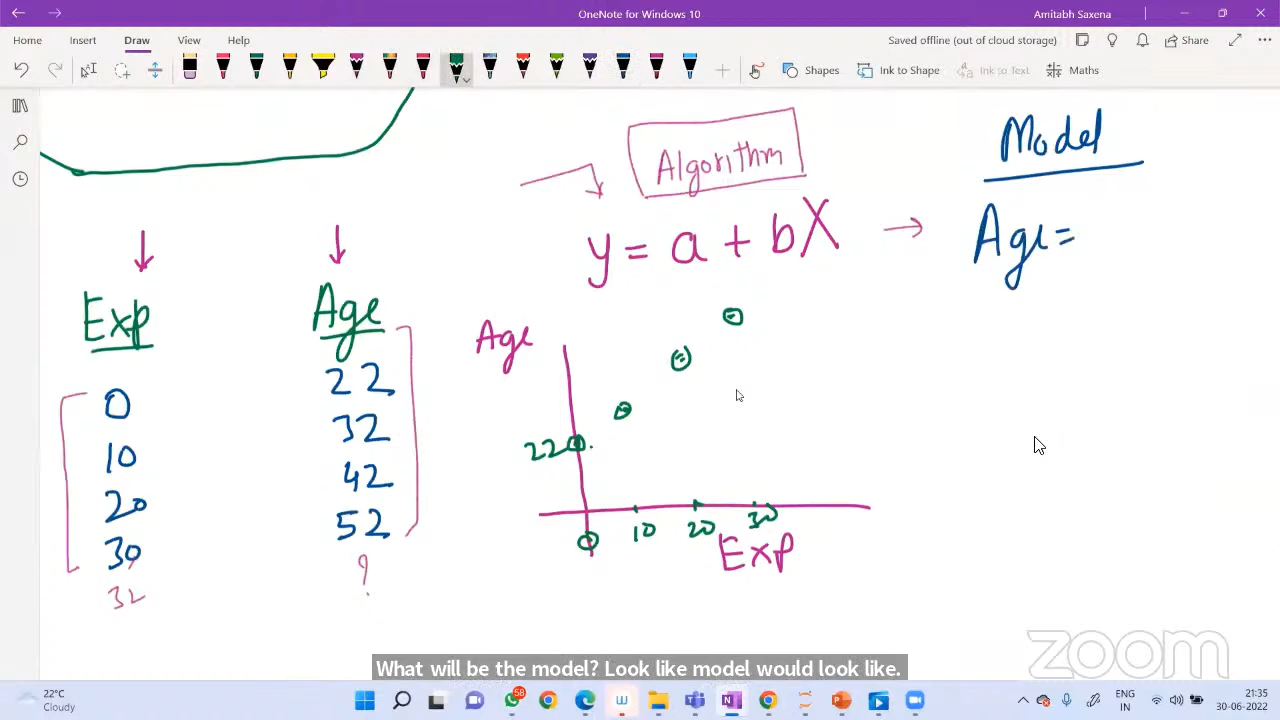 OneNote for Windows 10
Amitabh Saxena
Home Insert Draw View Help
Saved offline (out of cloud storage)
Share
Shapes
Ink to Shape
Ink to Text
Maths
Algorithm
Model
y = a + bX → Age=
Exp Age
0 22
10 32
20 42
30 52
32 ?
Age
22
0 10 20 30
Exp
zoom
What will be the model? Look like model would look like.
22°C
Cloudy
58
ENG
IN
21:35
30-06-2022